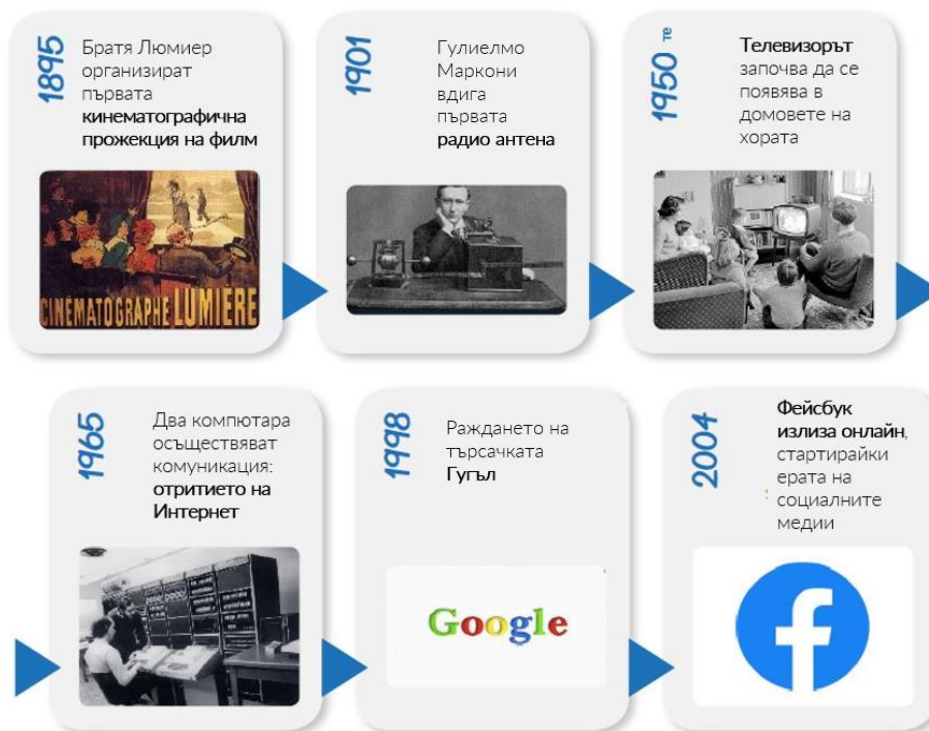 1895
Братя Люмиер
организират
първата
кинематографична
прожекция на филм
CINÉMATOGRAPHE LUMIERE
1901
Гулиелмо
Маркони
вдига
първата
радио антена
1950 те
Телевизорът
започва да се
появява в
домовете на
хората
1965
Два компютара
осъществяват
комуникация:
отритието на
Интернет
1998
Раждането на
търсачката
Гугъл
Google
2004
Фейсбук
излиза онлайн,
стартирайки
ерата на
социалните
медии